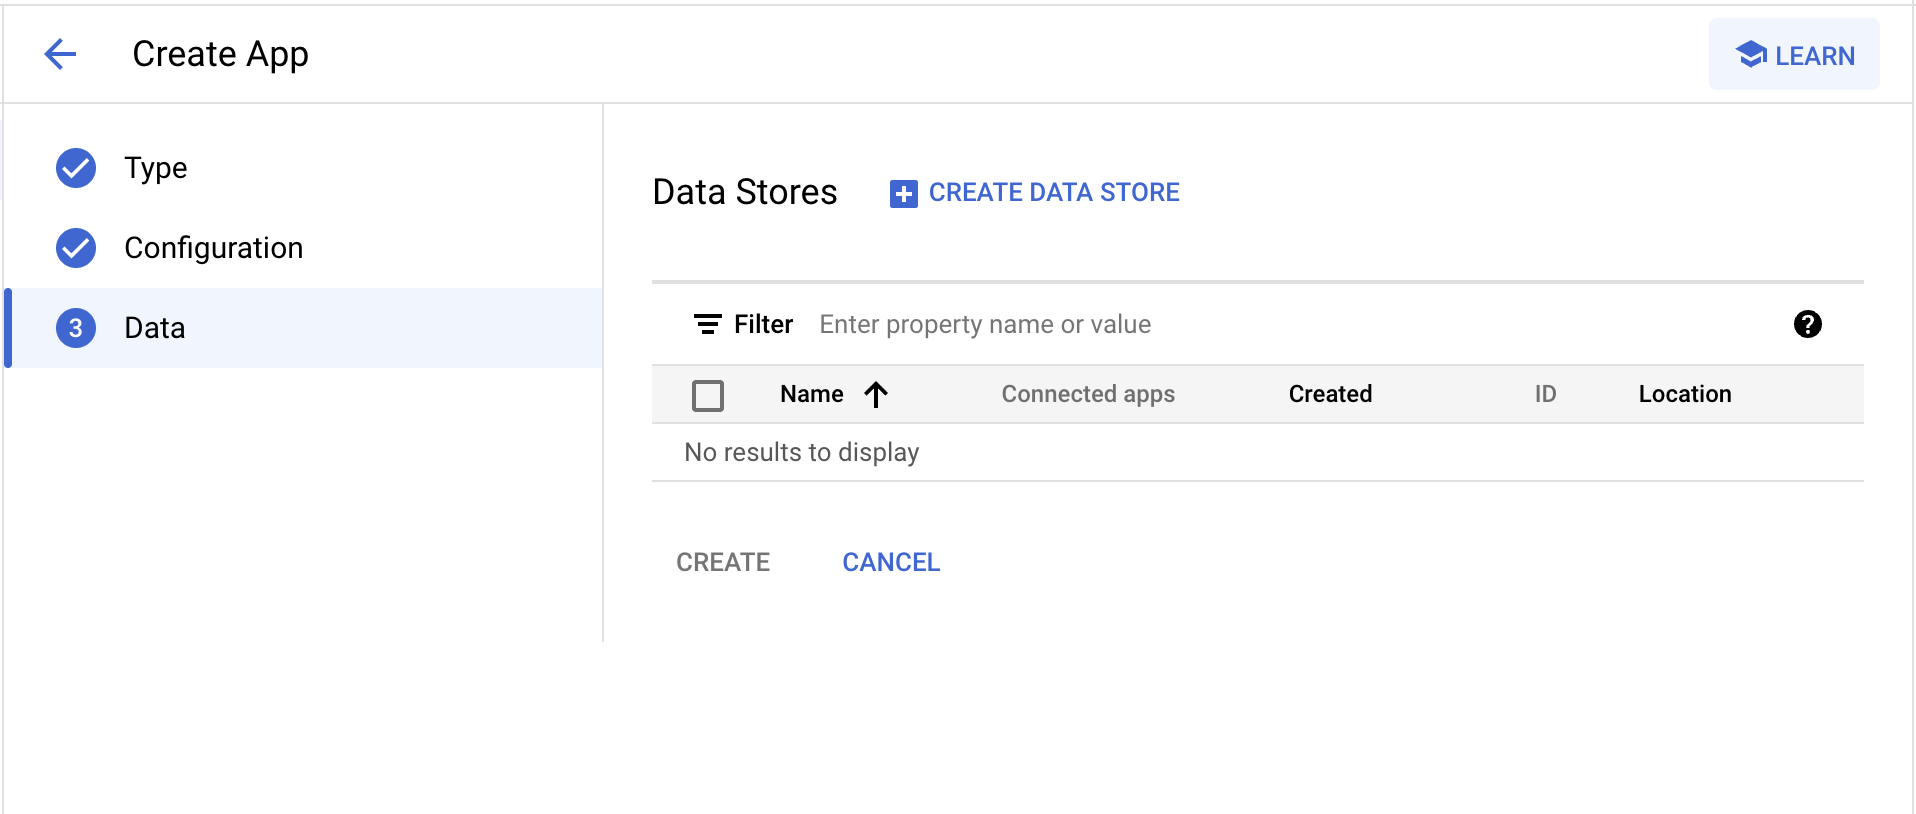 Create App
LEARN
Type
Configuration
3 Data
Data Stores
CREATE DATA STORE
Filter Enter property name or value ?
Name Connected apps Created ID Location
No results to display
CREATE CANCEL